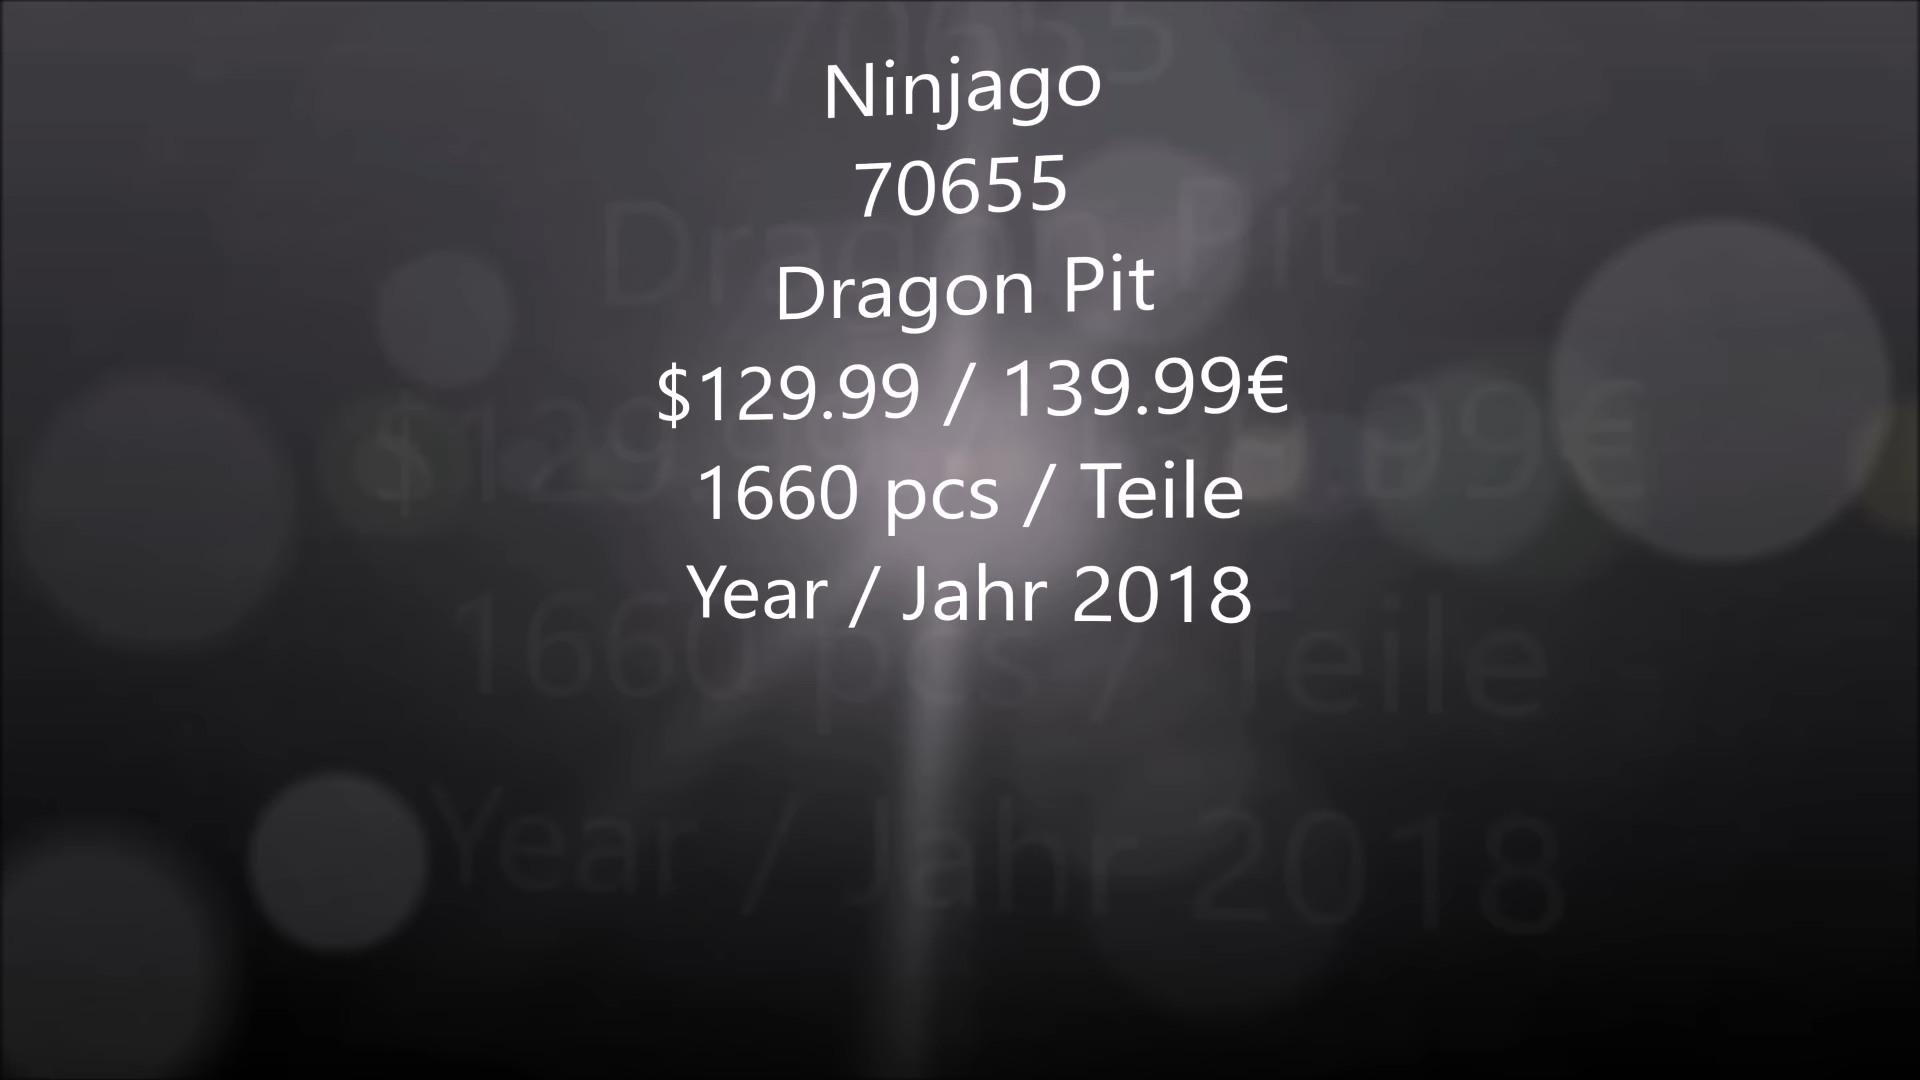 Ninjago
70655
Dragon Pit
$129.99 / 139.99€
1660 pcs / Teile
Year / Jahr 2018